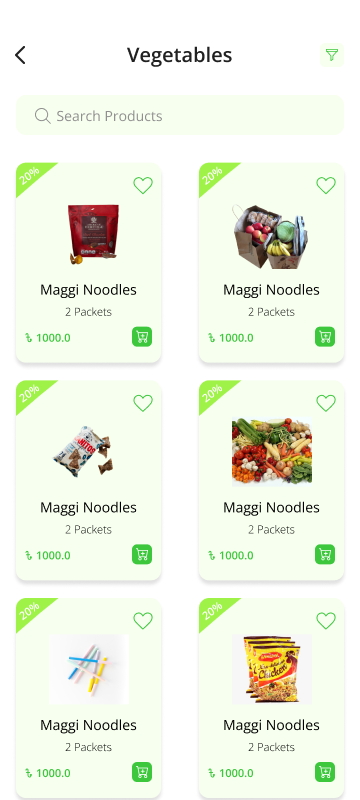 Vegetables
Search Products
20%
20%
Maggi Noodles
Maggi Noodles
2 Packets
2 Packets
৳ 1000.0
৳ 1000.0
20%
20%
Maggi Noodles
Maggi Noodles
2 Packets
2 Packets
৳ 1000.0
৳ 1000.0
20%
20%
Chicken
Maggi Noodles
Maggi Noodles
2 Packets
2 Packets
৳ 1000.0
৳ 1000.0